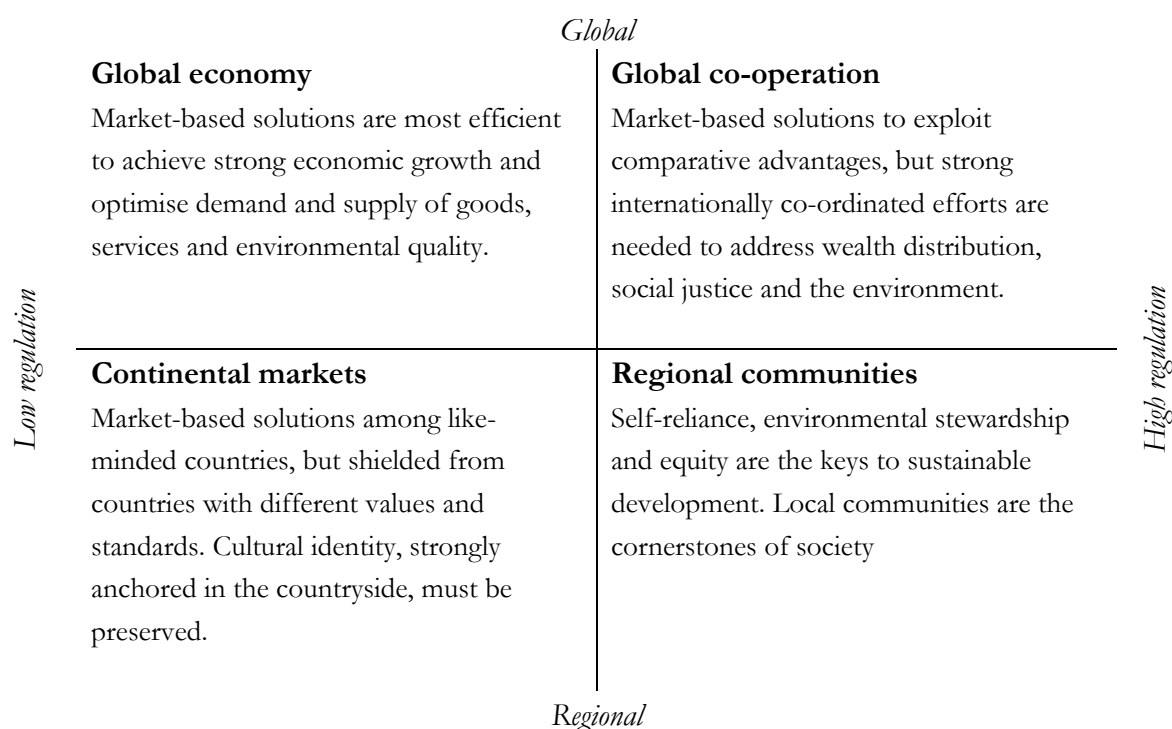 Global
Global economy
Market-based solutions are most efficient
to achieve strong economic growth and
optimise demand and supply of goods,
services and environmental quality.
Global co-operation
Market-based solutions to exploit
comparative advantages, but strong
internationally co-ordinated efforts are
needed to address wealth distribution,
social justice and the environment.
Low regulation
High regulation
Continental markets
Market-based solutions among like-
minded countries, but shielded from
countries with different values and
standards. Cultural identity, strongly
anchored in the countryside, must be
preserved.
Regional communities
Self-reliance, environmental stewardship
and equity are the keys to sustainable
development. Local communities are the
cornerstones of society
Regional